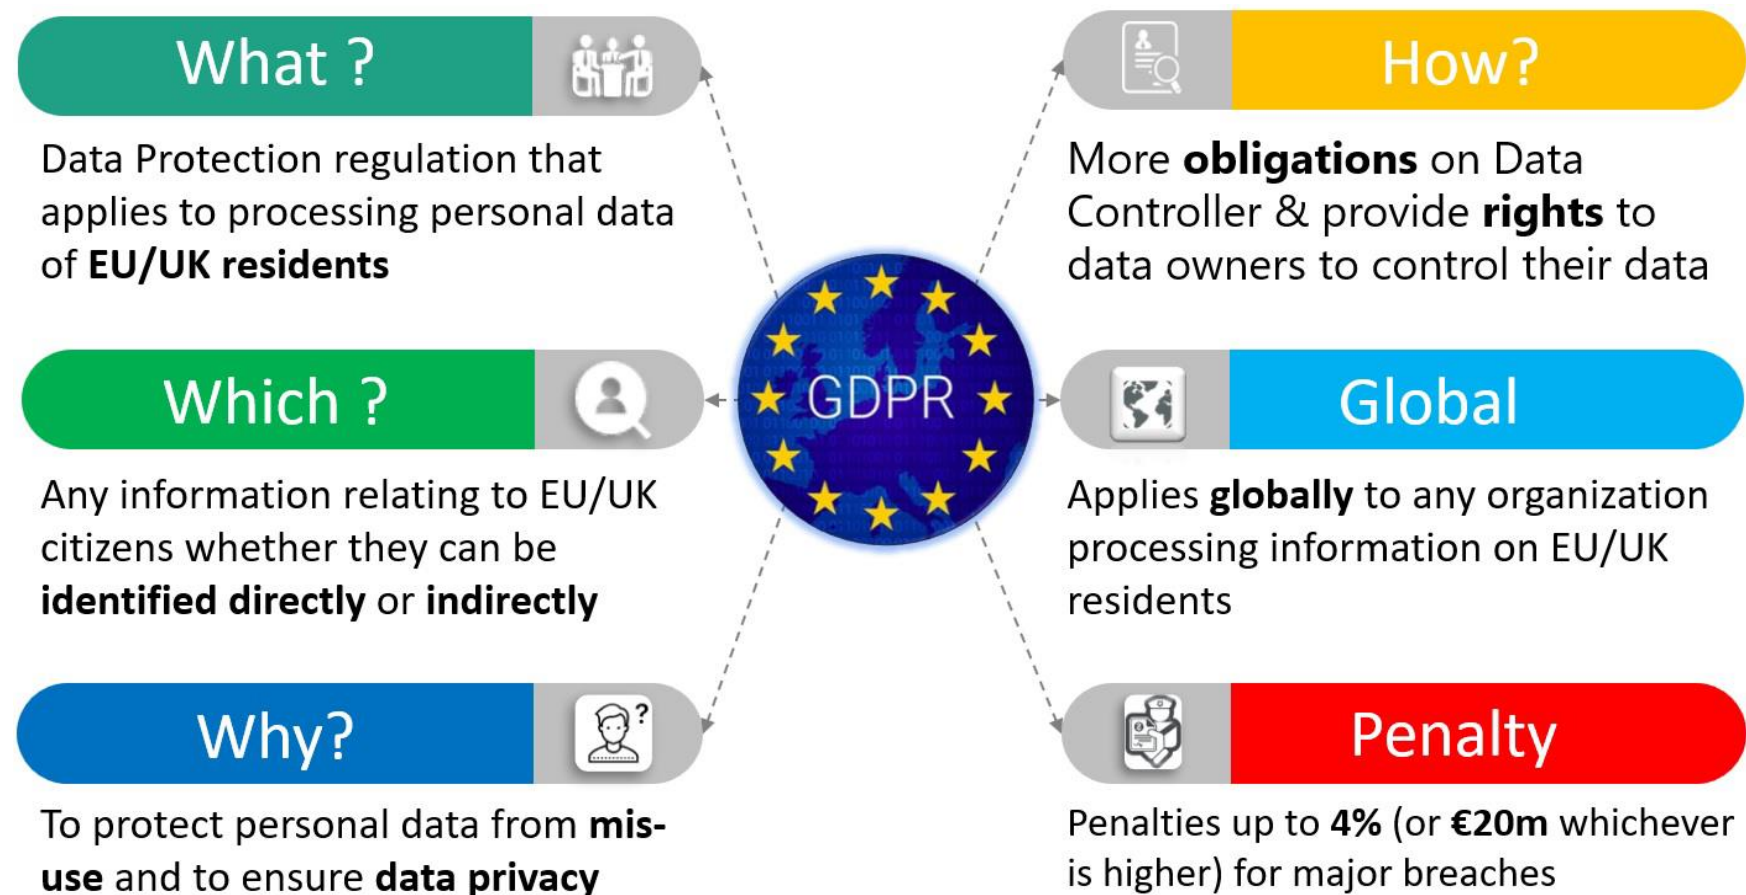 What ?
Data Protection regulation that
applies to processing personal data
of EU/UK residents
Which ?
Any information relating to EU/UK
citizens whether they can be
identified directly or indirectly
Why?
To protect personal data from mis-
use and to ensure data privacy
GDPR
How?
More obligations on Data
Controller & provide rights to
data owners to control their data
Global
Applies globally to any organization
processing information on EU/UK
residents
Penalty
Penalties up to 4% (or €20m whichever
is higher) for major breaches